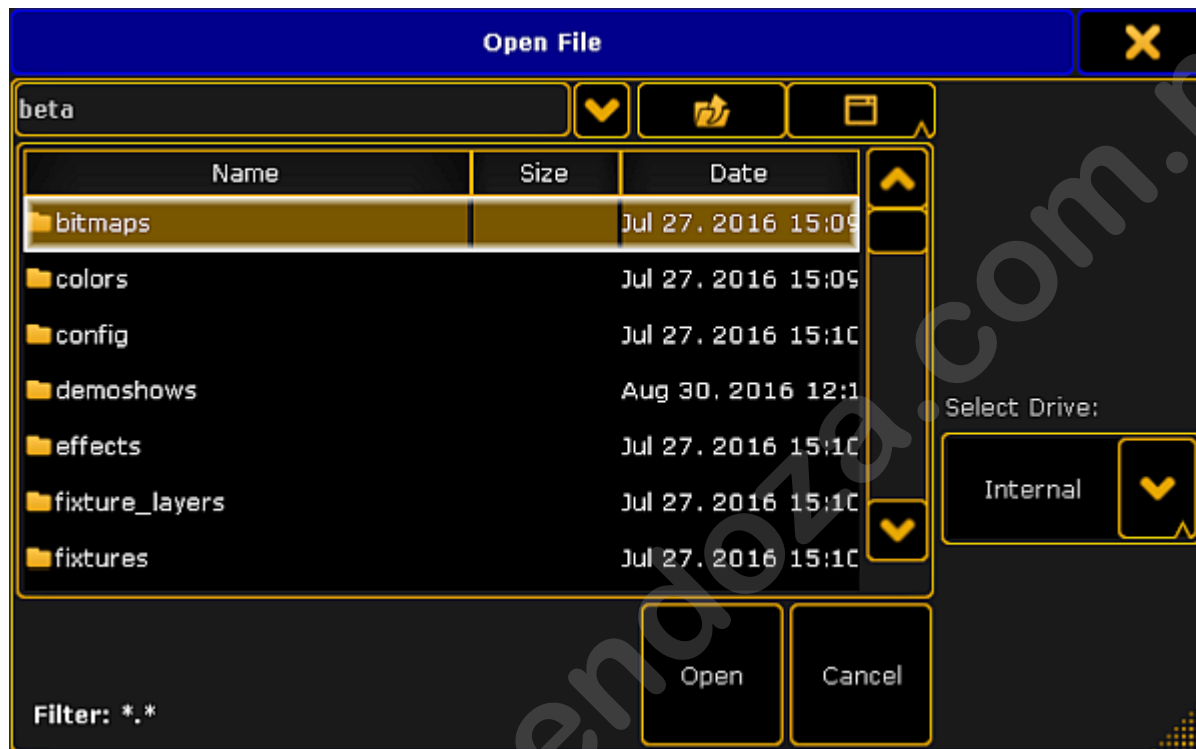 Open File
beta
Name Size Date
bitmaps Jul 27. 2016 15:09
colors Jul 27. 2016 15:09
config Jul 27. 2016 15:10
demoshows Aug 30. 2016 12:1
effects Jul 27. 2016 15:10
fixture_layers Jul 27. 2016 15:10
fixtures Jul 27. 2016 15:10
Select Drive:
Internal
Open Cancel
Filter: *.*
endoza.com.